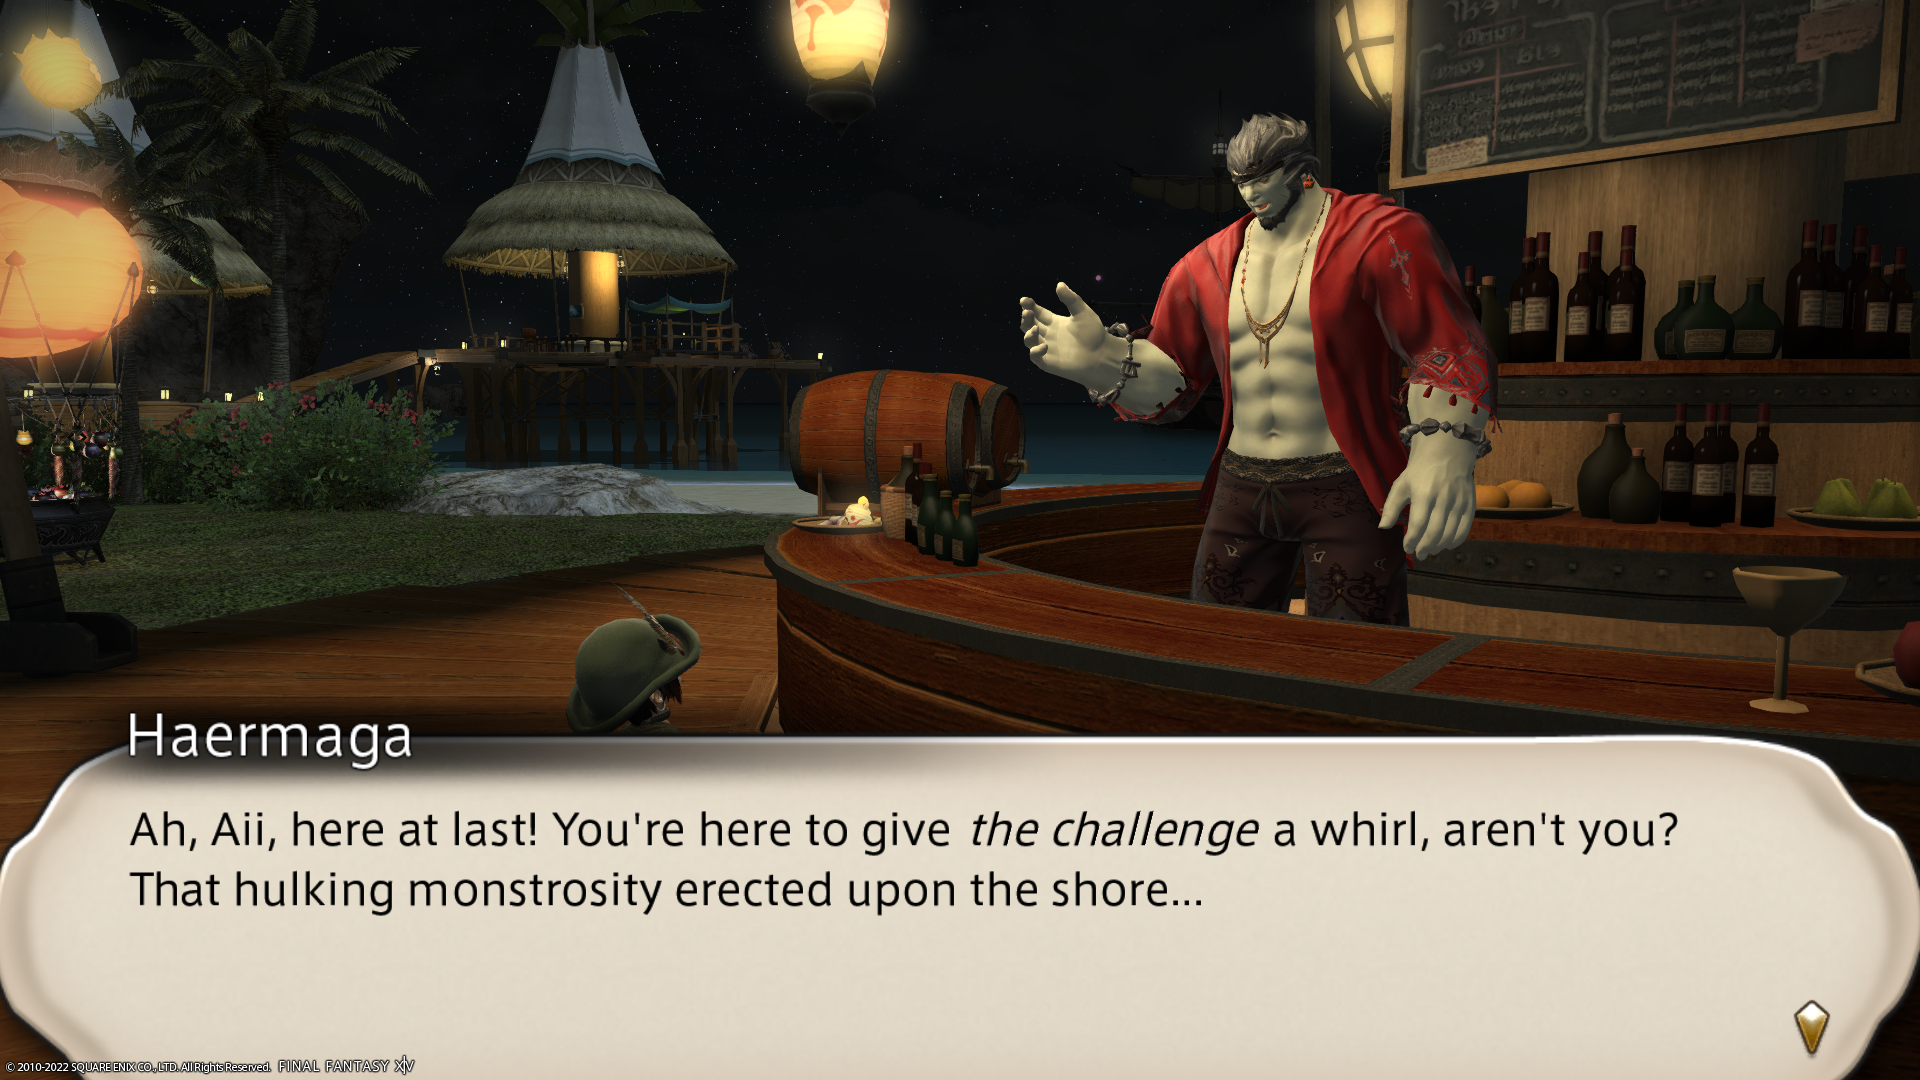 Haermaga
Ah, Aii, here at last! You're here to give the challenge a whirl, aren't you?
That hulking monstrosity erected upon the shore...
© 2010-2022 SQUARE ENIX CO., LTD. All Rights Reserved. FINAL FANTASY XIV